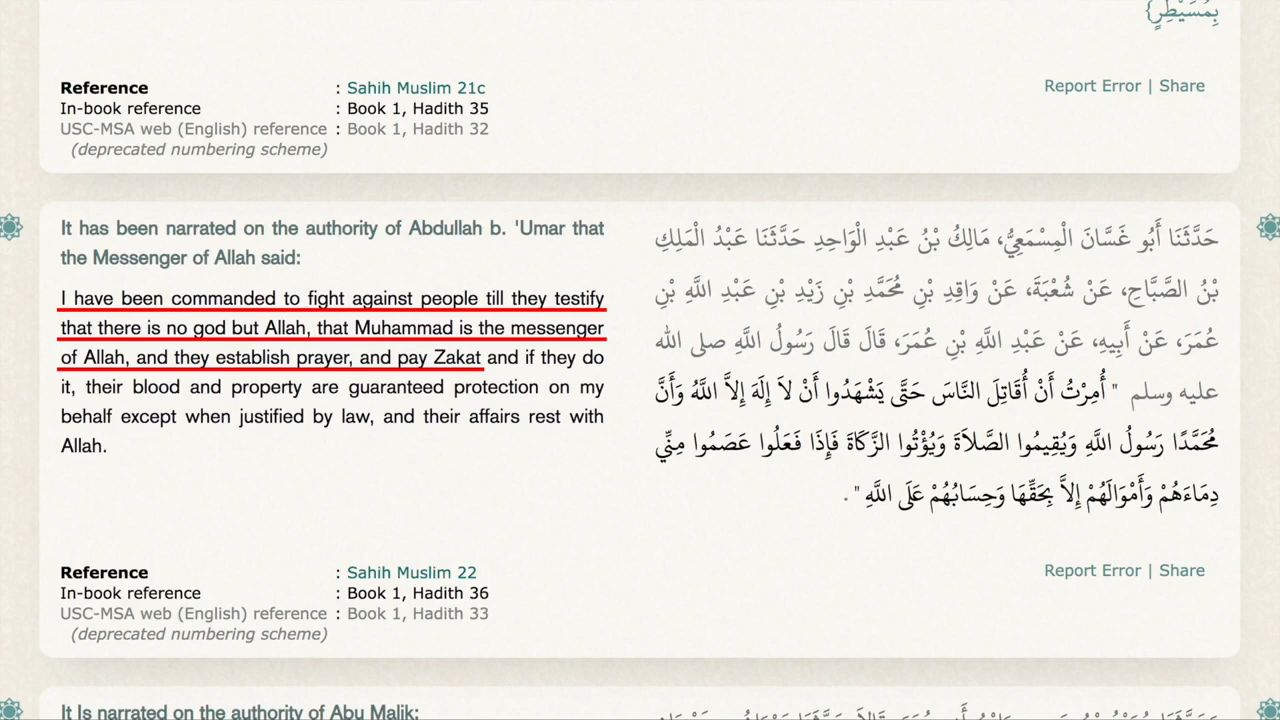 بِمُسَيْطِرٍ}
Reference : Sahih Muslim 21c
In-book reference : Book 1, Hadith 35
USC-MSA web (English) reference : Book 1, Hadith 32
(deprecated numbering scheme)
Report Error | Share
It has been narrated on the authority of Abdullah b. 'Umar that
the Messenger of Allah said:
I have been commanded to fight against people till they testify
that there is no god but Allah, that Muhammad is the messenger
of Allah, and they establish prayer, and pay Zakat and if they do
it, their blood and property are guaranteed protection on my
behalf except when justified by law, and their affairs rest with
Allah.
حَدَّثَنَا أَبُو غَسَّانَ الْمِسْمَعِيُّ، مَالِكُ بْنُ عَبْدِ الْوَاحِدِ حَدَّثَنَا عَبْدُ الْمَلِكِ
بْنُ الصَّبَّاحِ، عَنْ شُعْبَةَ، عَنْ وَاقِدِ بْنِ مُحَمَّدِ بْنِ زَيْدِ بْنِ عَبْدِ اللَّهِ بْنِ
عُمَرَ، عَنْ أَبِيهِ، عَنْ عَبْدِ اللَّهِ بْنِ عُمَرَ، قَالَ قَالَ رَسُولُ اللَّهِ صلى الله
عليه وسلم ‏"‏ أُمِرْتُ أَنْ أُقَاتِلَ النَّاسَ حَتَّى يَشْهَدُوا أَنْ لاَ إِلَهَ إِلاَّ اللَّهُ وَأَنَّ
مُحَمَّدًا رَسُولُ اللَّهِ وَيُقِيمُوا الصَّلاَةَ وَيُؤْتُوا الزَّكَاةَ فَإِذَا فَعَلُوا عَصَمُوا مِنِّي
دِمَاءَهُمْ وَأَمْوَالَهُمْ إِلاَّ بِحَقِّهَا وَحِسَابُهُمْ عَلَى اللَّهِ ‏"‏ ‏.‏
Reference : Sahih Muslim 22
In-book reference : Book 1, Hadith 36
USC-MSA web (English) reference : Book 1, Hadith 33
(deprecated numbering scheme)
Report Error | Share
It Is narrated on the authority of Abu Malik: